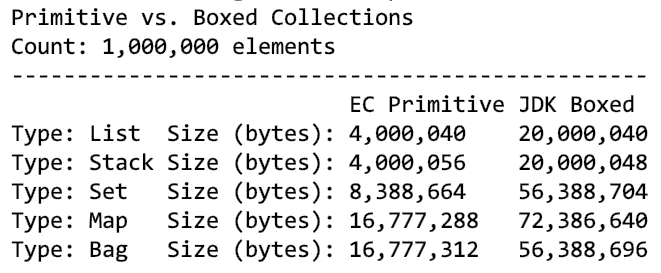 Primitive vs. Boxed Collections
Count: 1,000,000 elements
-------------------------------------------------
EC Primitive JDK Boxed
Type: List Size (bytes): 4,000,040 20,000,040
Type: Stack Size (bytes): 4,000,056 20,000,048
Type: Set Size (bytes): 8,388,664 56,388,704
Type: Map Size (bytes): 16,777,288 72,386,640
Type: Bag Size (bytes): 16,777,312 56,388,696